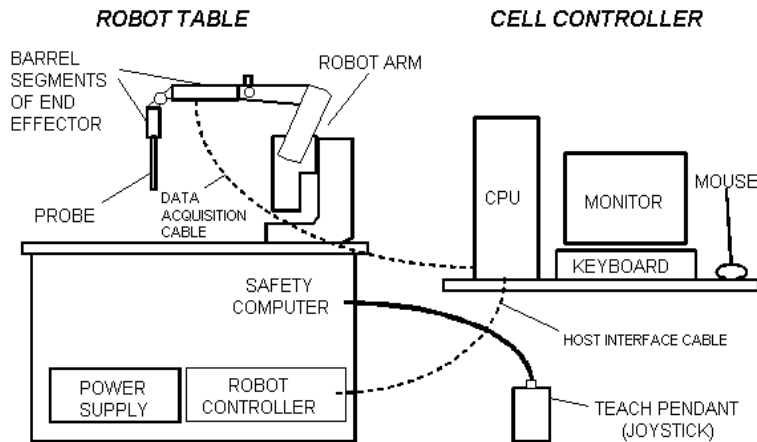 ROBOT TABLE
CELL CONTROLLER
BARREL
SEGMENTS
OF END
EFFECTOR
ROBOT ARM
PROBE
DATA
ACQUISITION
CABLE
CPU
MONITOR
MOUSE
KEYBOARD
SAFETY
COMPUTER
HOST INTERFACE CABLE
POWER
SUPPLY
ROBOT
CONTROLLER
TEACH PENDANT
(JOYSTICK)